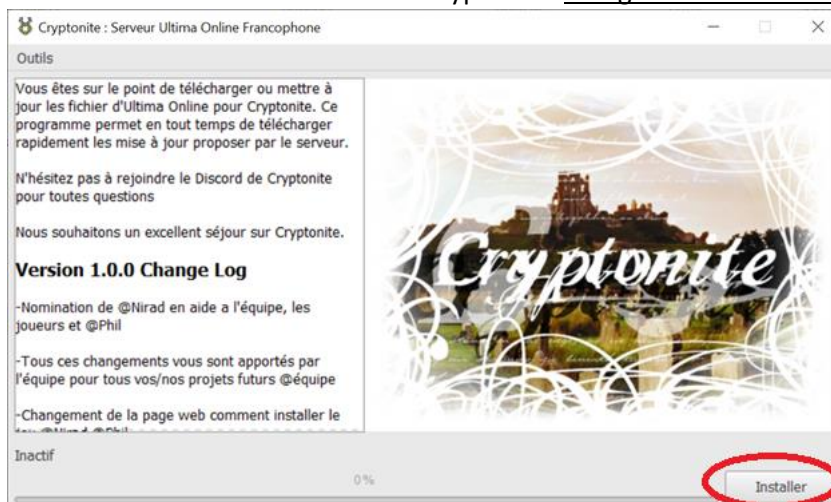 Cryptonite : Serveur Ultima Online Francophone
Outils
Vous êtes sur le point de télécharger ou mettre à
jour les fichier d'Ultima Online pour Cryptonite. Ce
programme permet en tout temps de télécharger
rapidement les mise à jour proposer par le serveur.
N'hésitez pas à rejoindre le Discord de Cryptonite
pour toutes questions
Nous souhaitons un excellent séjour sur Cryptonite.
Version 1.0.0 Change Log
-Nomination de @Nirad en aide a l'équipe, les
joueurs et @Phil
-Tous ces changements vous sont apportés par
l'équipe pour tous vos/nos projets futurs @équipe
-Changement de la page web comment installer le
Cryptonite
Inactif
0%
Installer